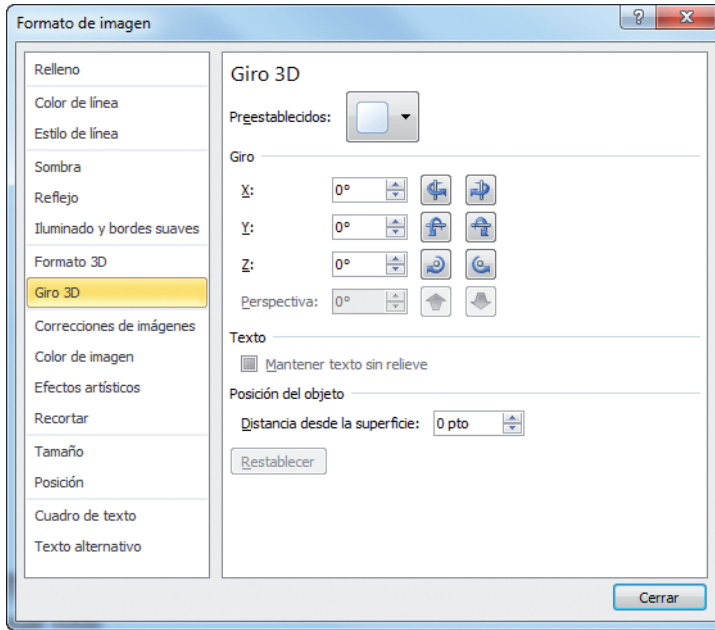 Formato de imagen
Relleno
Color de línea
Estilo de línea
Sombra
Reflejo
Iluminado y bordes suaves
Formato 3D
Giro 3D
Correcciones de imágenes
Color de imagen
Efectos artísticos
Recortar
Tamaño
Posición
Cuadro de texto
Texto alternativo
Giro 3D
Preestablecidos:
Giro
X: 0°
Y: 0°
Z: 0°
Perspectiva: 0°
Texto
Mantener texto sin relieve
Posición del objeto
Distancia desde la superficie: 0 pto
Restablecer
Cerrar